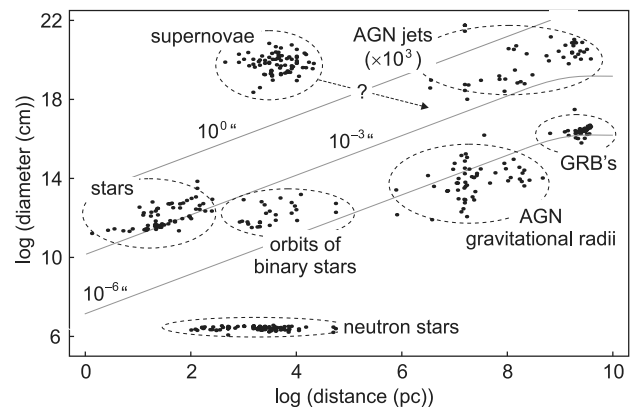 22
18
14
10
6
log (diameter (cm))
supernovae
AGN jets
(×10³)
?
10⁰“
10⁻³“
stars
GRB's
AGN
gravitational radii
orbits of
binary stars
10⁻⁶“
neutron stars
0
2
4
6
8
10
log (distance (pc))